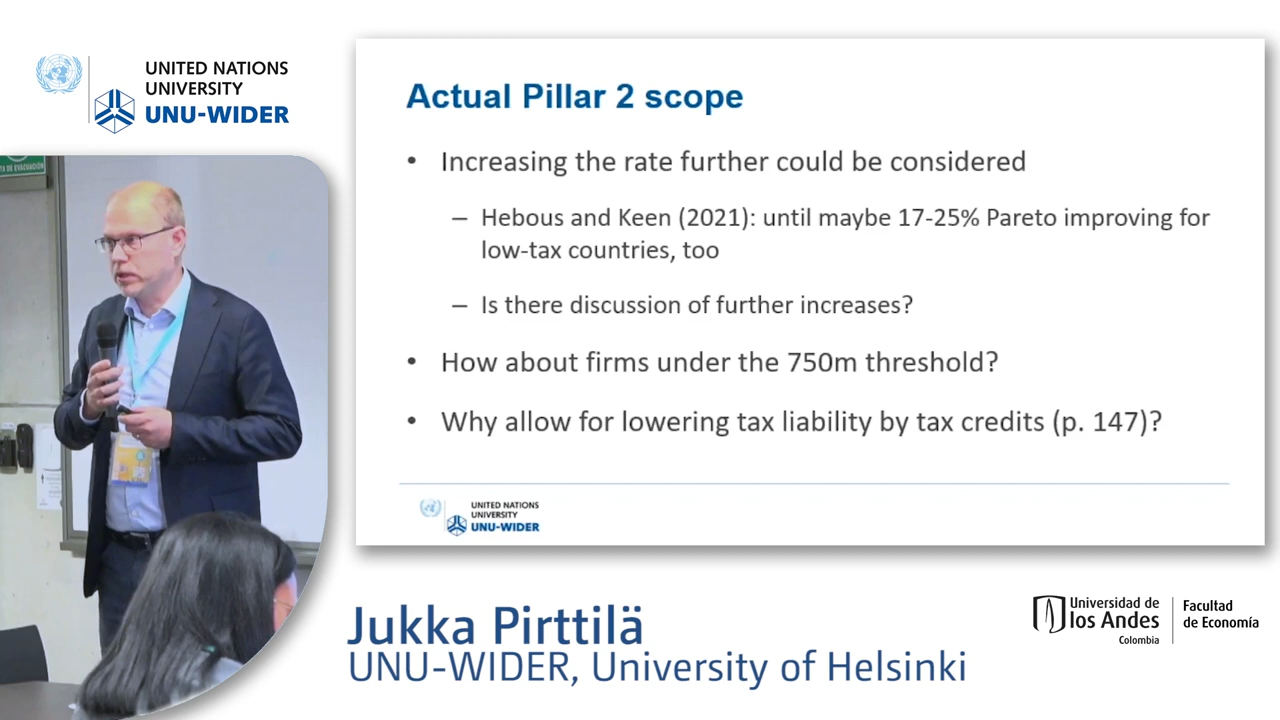 UNITED NATIONS
UNIVERSITY
UNU-WIDER
Actual Pillar 2 scope
• Increasing the rate further could be considered
– Hebous and Keen (2021): until maybe 17-25% Pareto improving for
low-tax countries, too
– Is there discussion of further increases?
• How about firms under the 750m threshold?
• Why allow for lowering tax liability by tax credits (p. 147)?
UNITED NATIONS
UNIVERSITY
UNU-WIDER
Jukka Pirttilä
UNU-WIDER, University of Helsinki
Universidad de
los Andes
Colombia
Facultad
de Economía